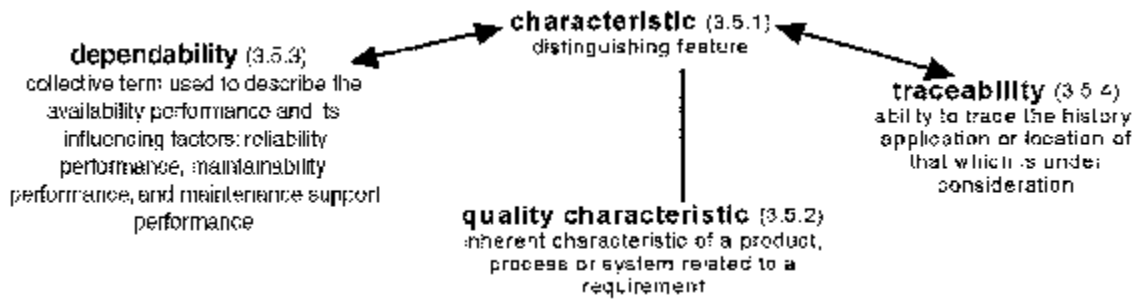 characteristic (3.5.1)
distinguishing feature
dependability (3.5.3)
collective term used to describe the
availability performance and its
influencing factors: reliability
performance, maintainability
performance, and maintenance support
performance
traceability (3.5.4)
ability to trace the history
application or location of
that which is under
consideration
quality characteristic (3.5.2)
inherent characteristic of a product,
process or system related to a
requirement